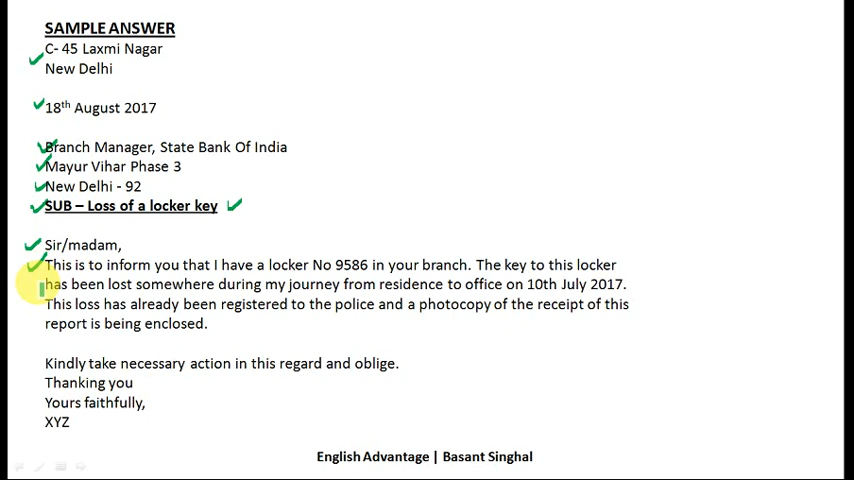 SAMPLE ANSWER
C- 45 Laxmi Nagar
New Delhi
18th August 2017
Branch Manager, State Bank Of India
Mayur Vihar Phase 3
New Delhi - 92
SUB – Loss of a locker key
Sir/madam,
This is to inform you that I have a locker No 9586 in your branch. The key to this locker
has been lost somewhere during my journey from residence to office on 10th July 2017.
This loss has already been registered to the police and a photocopy of the receipt of this
report is being enclosed.
Kindly take necessary action in this regard and oblige.
Thanking you
Yours faithfully,
XYZ
English Advantage | Basant Singhal